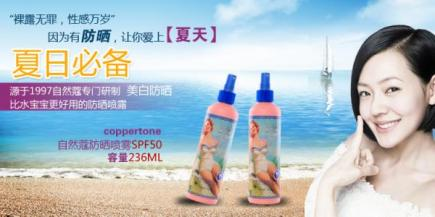 “裸露无罪，性感万岁”
因为有防晒，让你爱上【夏天】
夏日必备
源于1997自然蔻专门研制 美白防晒
比水宝宝更好用的防晒喷露
coppertone
自然蔻防晒喷雾SPF50
容量236ML